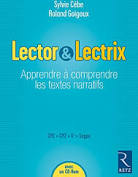 Sylvie Cèbe
Roland Goigoux
Lector & Lectrix
Apprendre à comprendre
les textes narratifs
CM1 • CM2 • 6e • Segpa
avec
un CD-Rom
RETZ